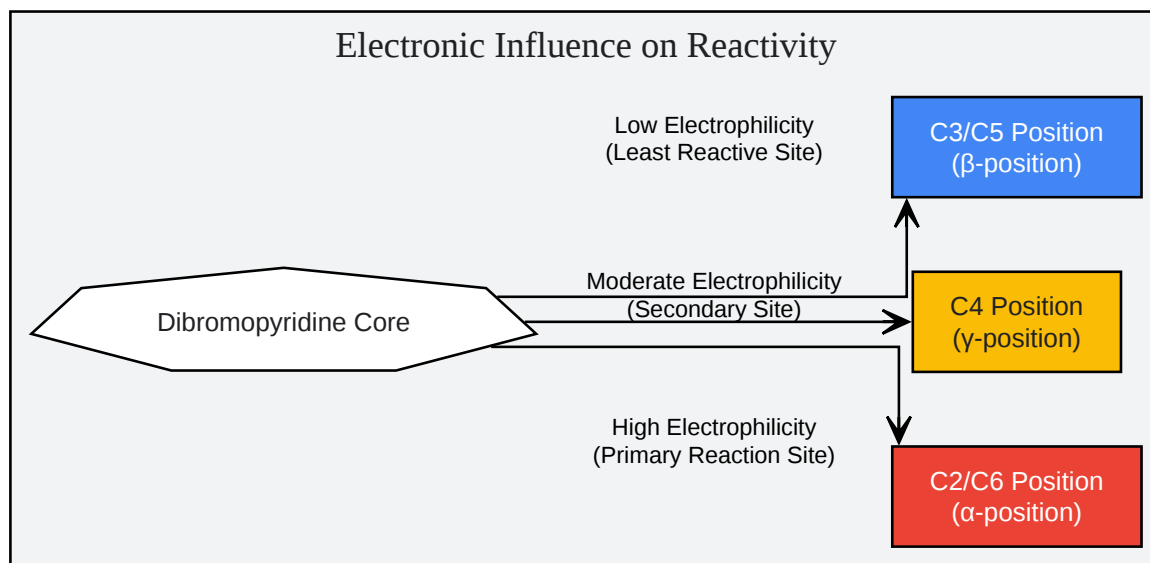 Electronic Influence on Reactivity
Low Electrophilicity
(Least Reactive Site)
C3/C5 Position
(β-position)
Moderate Electrophilicity
(Secondary Site)
C4 Position
(γ-position)
Dibromopyridine Core
High Electrophilicity
(Primary Reaction Site)
C2/C6 Position
(α-position)